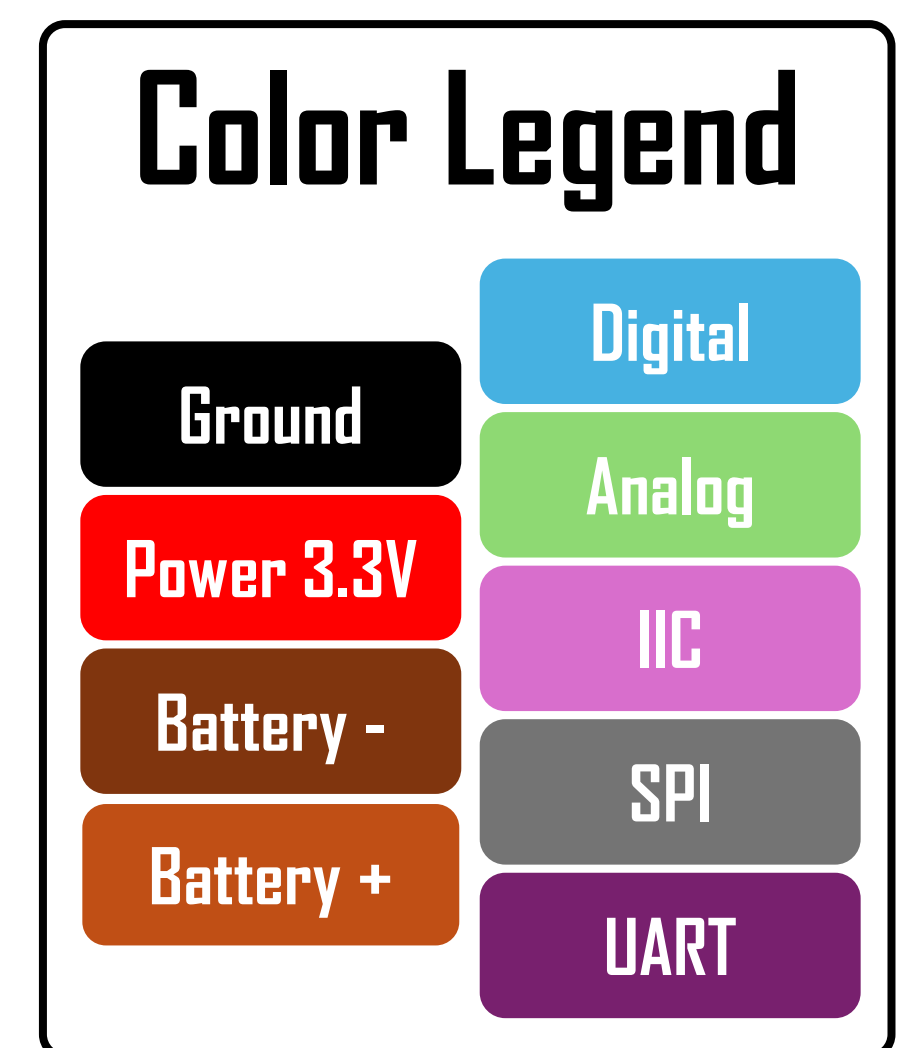 Color Legend
Ground
Power 3.3V
Battery -
Battery +
Digital
Analog
IIC
SPI
UART